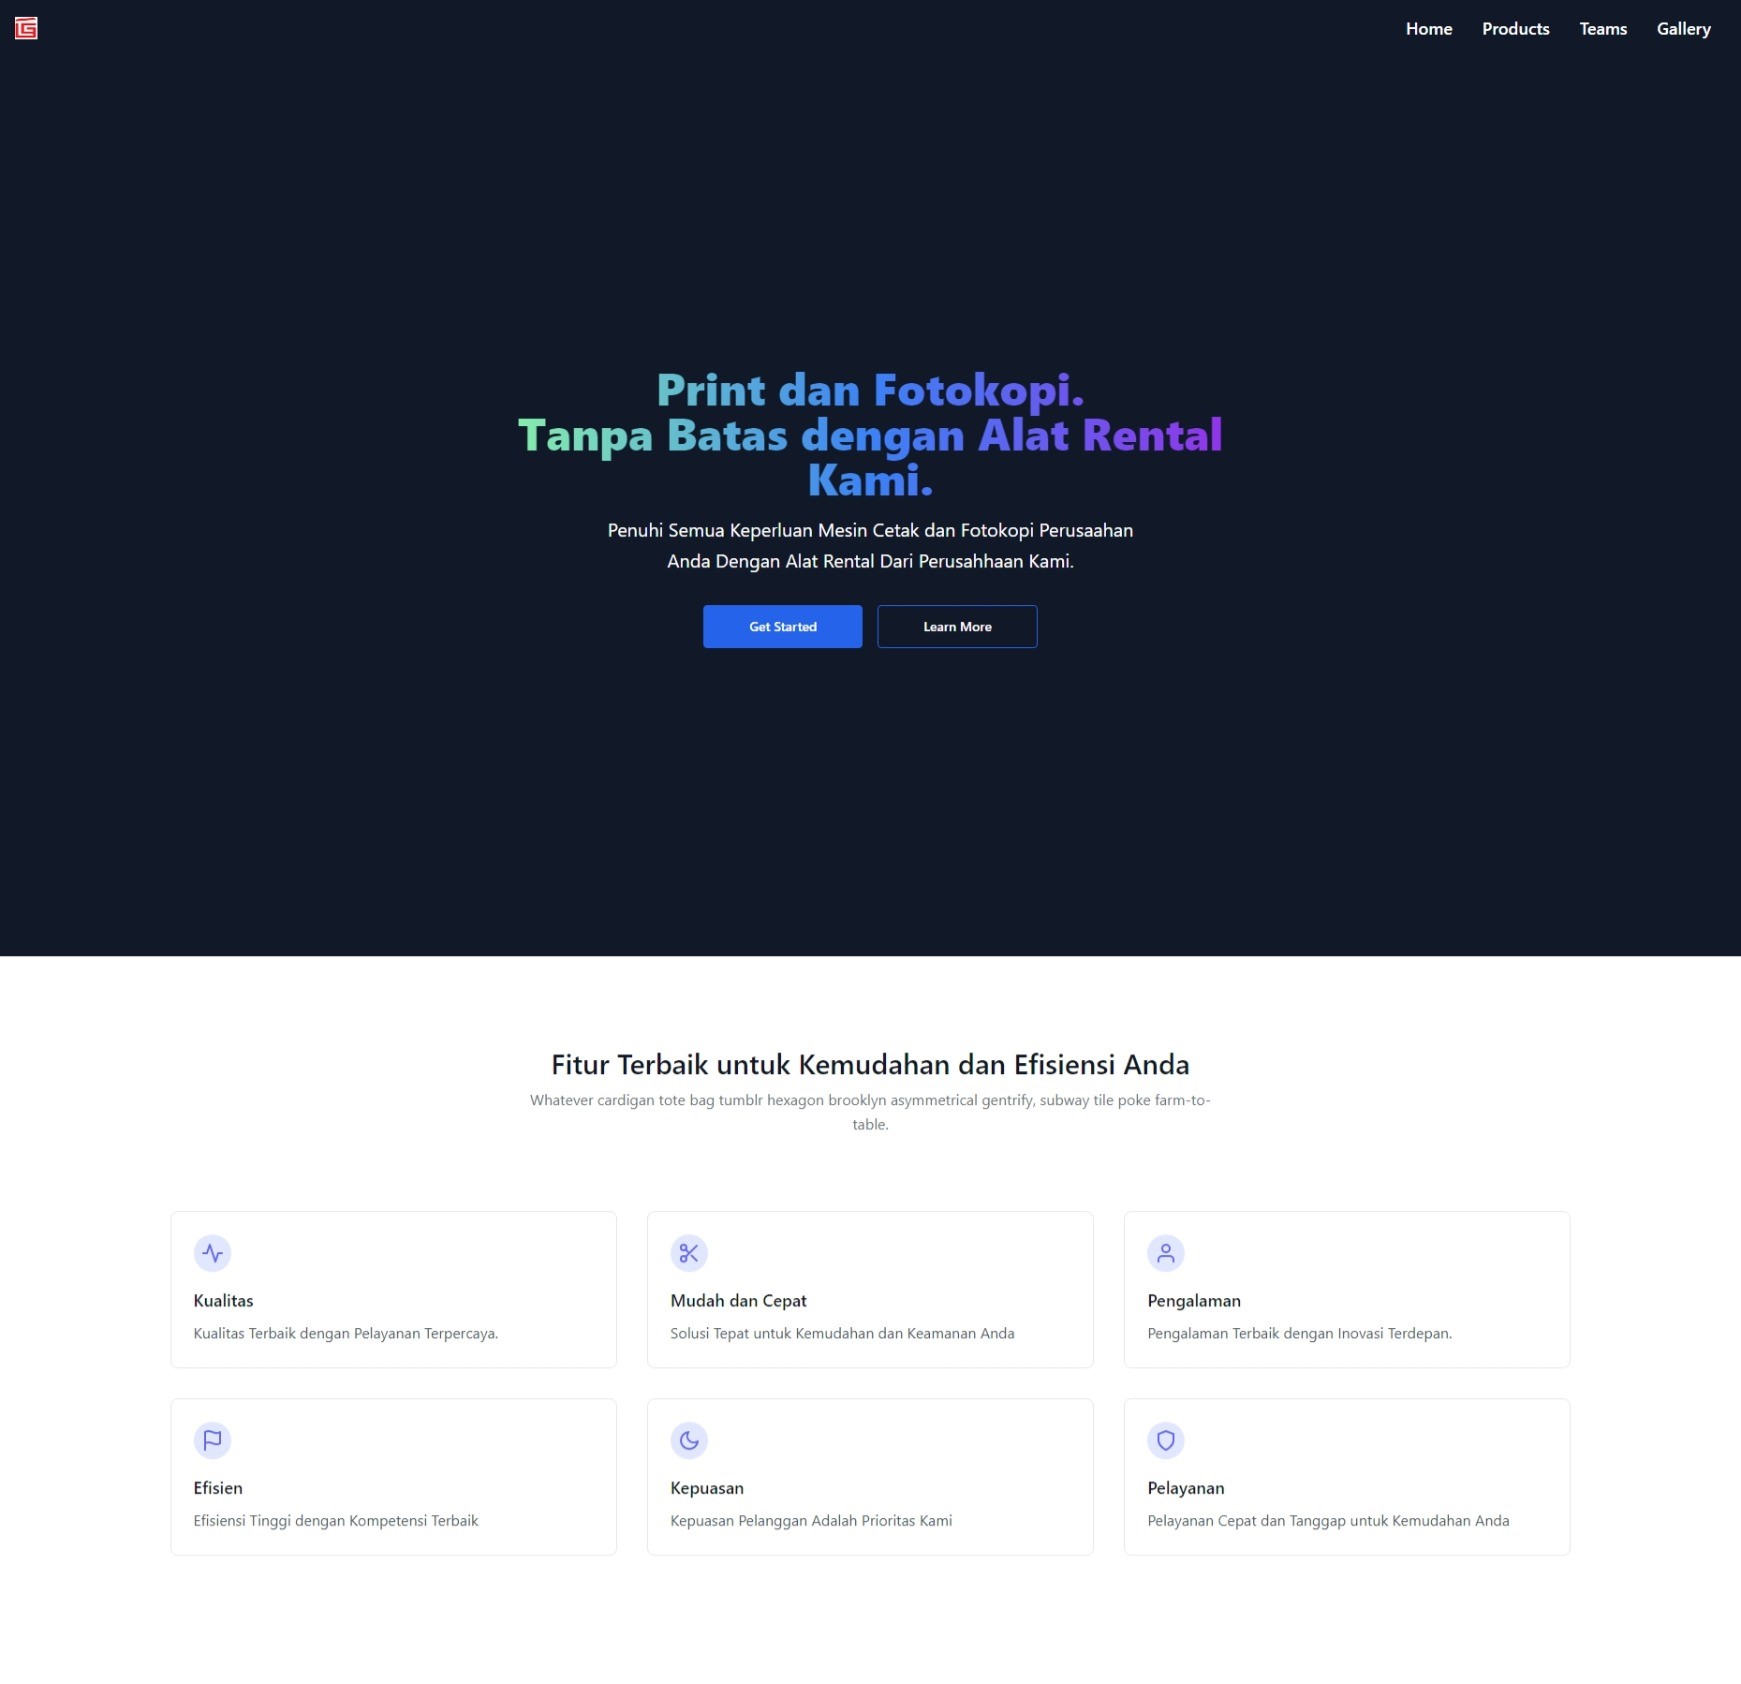 TG
Home Products Teams Gallery
Print dan Fotokopi.
Tanpa Batas dengan Alat Rental
Kami.
Penuhi Semua Keperluan Mesin Cetak dan Fotokopi Perusaahan
Anda Dengan Alat Rental Dari Perusahhaan Kami.
Get Started Learn More
Fitur Terbaik untuk Kemudahan dan Efisiensi Anda
Whatever cardigan tote bag tumblr hexagon brooklyn asymmetrical gentrify, subway tile poke farm-to-
table.
Kualitas
Kualitas Terbaik dengan Pelayanan Terpercaya.
Mudah dan Cepat
Solusi Tepat untuk Kemudahan dan Keamanan Anda
Pengalaman
Pengalaman Terbaik dengan Inovasi Terdepan.
Efisien
Efisiensi Tinggi dengan Kompetensi Terbaik
Kepuasan
Kepuasan Pelanggan Adalah Prioritas Kami
Pelayanan
Pelayanan Cepat dan Tanggap untuk Kemudahan Anda